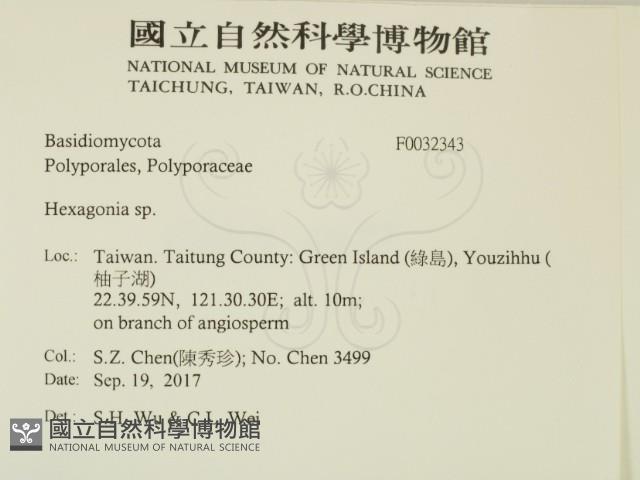 國立自然科學博物館
NATIONAL MUSEUM OF NATURAL SCIENCE
TAICHUNG, TAIWAN, R.O.CHINA
Basidiomycota F0032343
Polyporales, Polyporaceae
Hexagonia sp.
Loc.: Taiwan. Taitung County: Green Island (綠島), Youzihhu (
柚子湖)
22.39.59N, 121.30.30E; alt. 10m;
on branch of angiosperm
Col.: S.Z. Chen(陳秀珍); No. Chen 3499
Date: Sep. 19, 2017
Det.: S.H. Wu & C.L. Wei
國立自然科學博物館
NATIONAL MUSEUM OF NATURAL SCIENCE